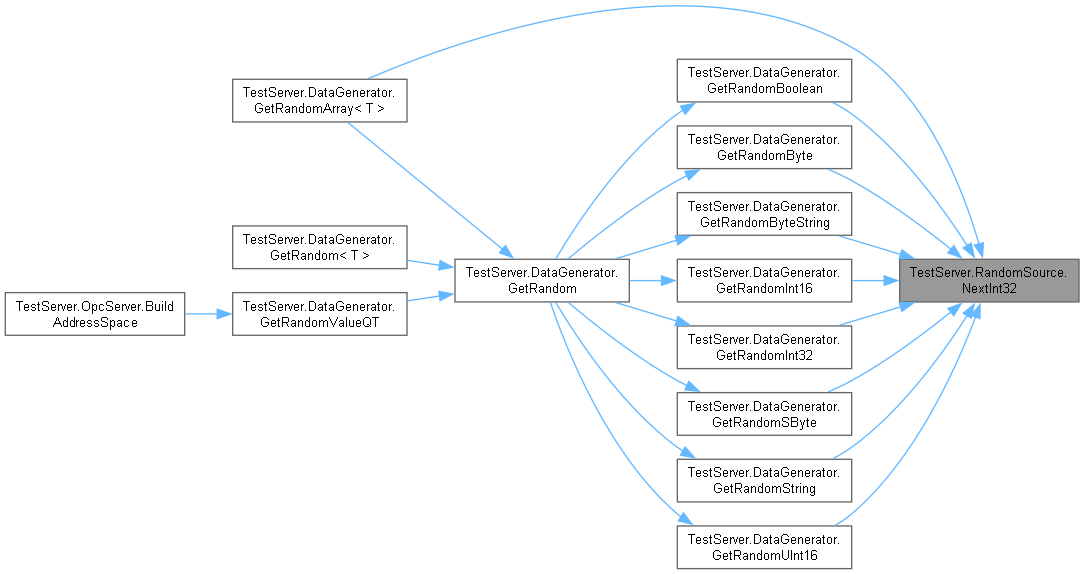 TestServer.DataGenerator.
GetRandomArray< T >
TestServer.DataGenerator.
GetRandom< T >
TestServer.OpcServer.Build
AddressSpace
TestServer.DataGenerator.
GetRandomValueQT
TestServer.DataGenerator.
GetRandom
TestServer.DataGenerator.
GetRandomBoolean
TestServer.DataGenerator.
GetRandomByte
TestServer.DataGenerator.
GetRandomByteString
TestServer.DataGenerator.
GetRandomInt16
TestServer.DataGenerator.
GetRandomInt32
TestServer.DataGenerator.
GetRandomSByte
TestServer.DataGenerator.
GetRandomString
TestServer.DataGenerator.
GetRandomUInt16
TestServer.RandomSource.
NextInt32